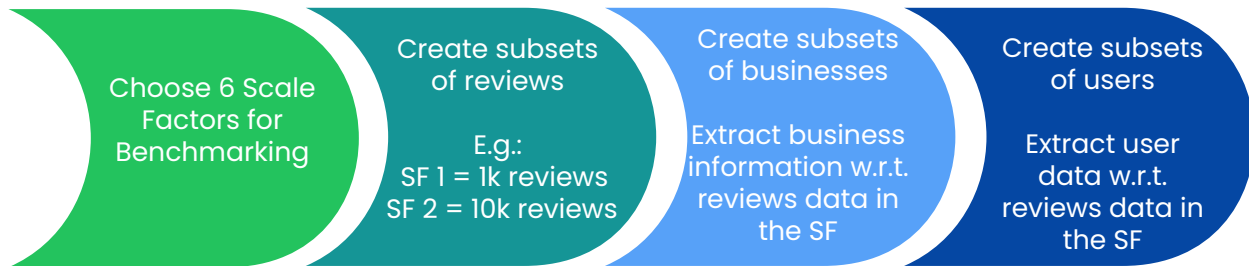 Choose 6 Scale
Factors for
Benchmarking
Create subsets
of reviews
E.g.:
SF 1 = 1k reviews
SF 2 = 10k reviews
Create subsets
of businesses
Extract business
information w.r.t.
reviews data in
the SF
Create subsets
of users
Extract user
data w.r.t.
reviews data in
the SF